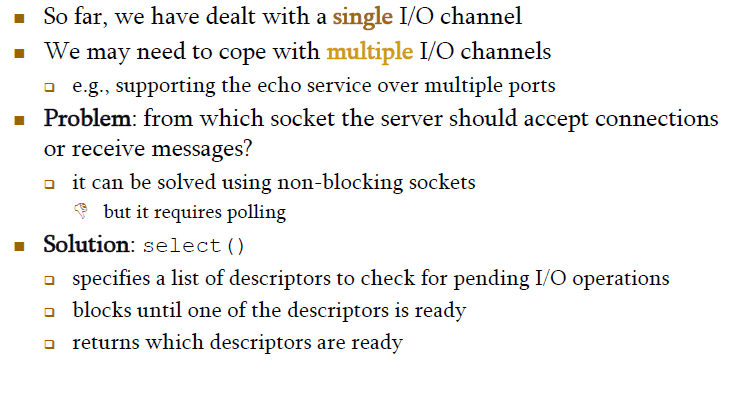 So far, we have dealt with a single I/O channel
We may need to cope with multiple I/O channels
e.g., supporting the echo service over multiple ports
Problem: from which socket the server should accept connections
or receive messages?
it can be solved using non-blocking sockets
but it requires polling
Solution: select()
specifies a list of descriptors to check for pending I/O operations
blocks until one of the descriptors is ready
returns which descriptors are ready